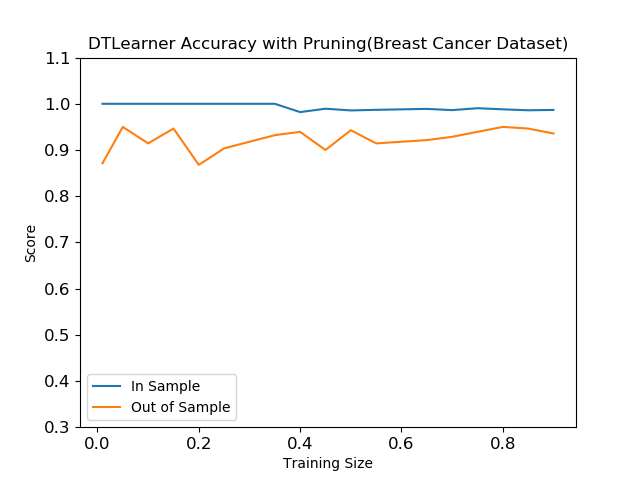 DTLearner Accuracy with Pruning(Breast Cancer Dataset)
1.1
1.0
0.9
0.8
0.7
0.6
0.5
0.4
0.3
Score
In Sample
Out of Sample
0.0 0.2 0.4 0.6 0.8
Training Size